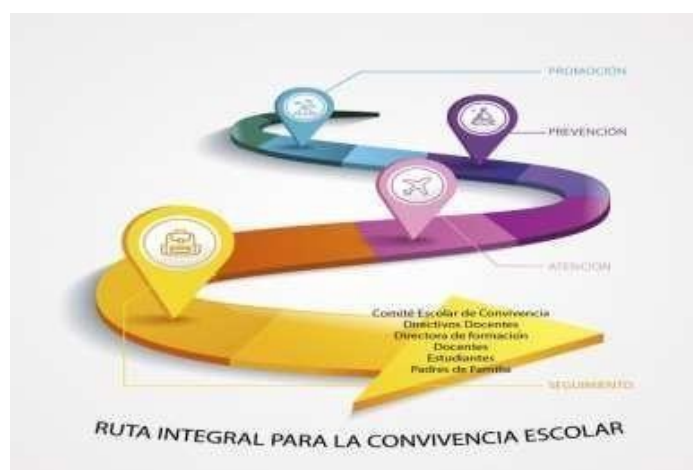 PROMOCIÓN
PREVENCIÓN
ATENCIÓN
Comité Escolar de Convivencia
Directivos Docentes
Directora de formación
Docentes
Estudiantes
Padres de Familia
SEGUIMIENTO
RUTA INTEGRAL PARA LA CONVIVENCIA ESCOLAR